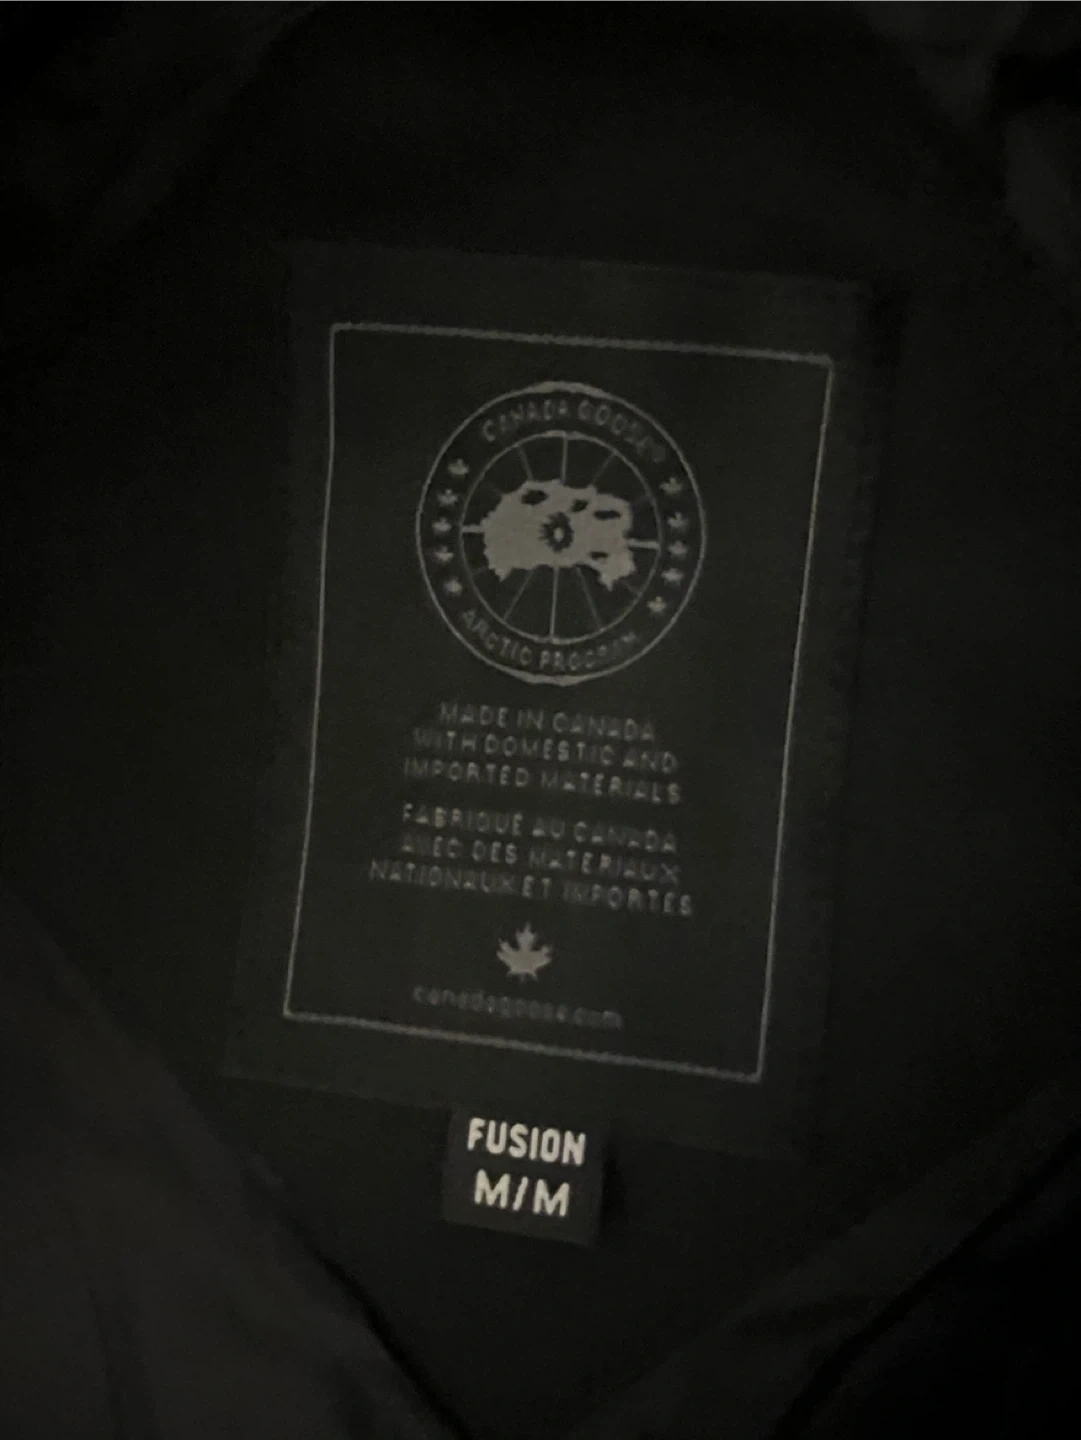 CANADA GOOSE®
ARCTIC PROGRAM
MADE IN CANADA
WITH DOMESTIC AND
IMPORTED MATERIALS
FABRIQUÉ AU CANADA
AVEC DES MATERIAUX
NATIONAUX ET IMPORTÉS
canadagoose.com
FUSION
M/M